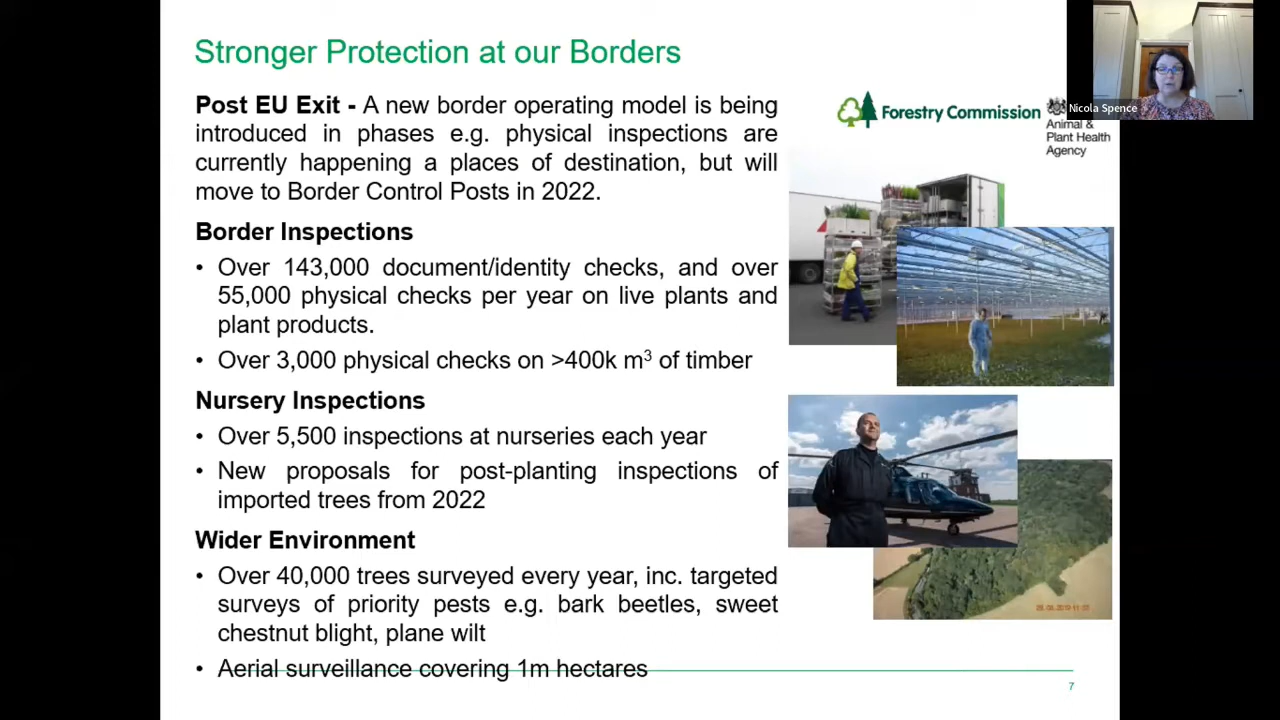 Stronger Protection at our Borders
Nicola Spence
Forestry Commission
Animal &
Plant Health
Agency
Post EU Exit - A new border operating model is being
introduced in phases e.g. physical inspections are
currently happening a places of destination, but will
move to Border Control Posts in 2022.
Border Inspections
• Over 143,000 document/identity checks, and over
55,000 physical checks per year on live plants and
plant products.
• Over 3,000 physical checks on >400k m³ of timber
Nursery Inspections
• Over 5,500 inspections at nurseries each year
• New proposals for post-planting inspections of
imported trees from 2022
Wider Environment
• Over 40,000 trees surveyed every year, inc. targeted
surveys of priority pests e.g. bark beetles, sweet
chestnut blight, plane wilt
• Aerial surveillance covering 1m hectares
7